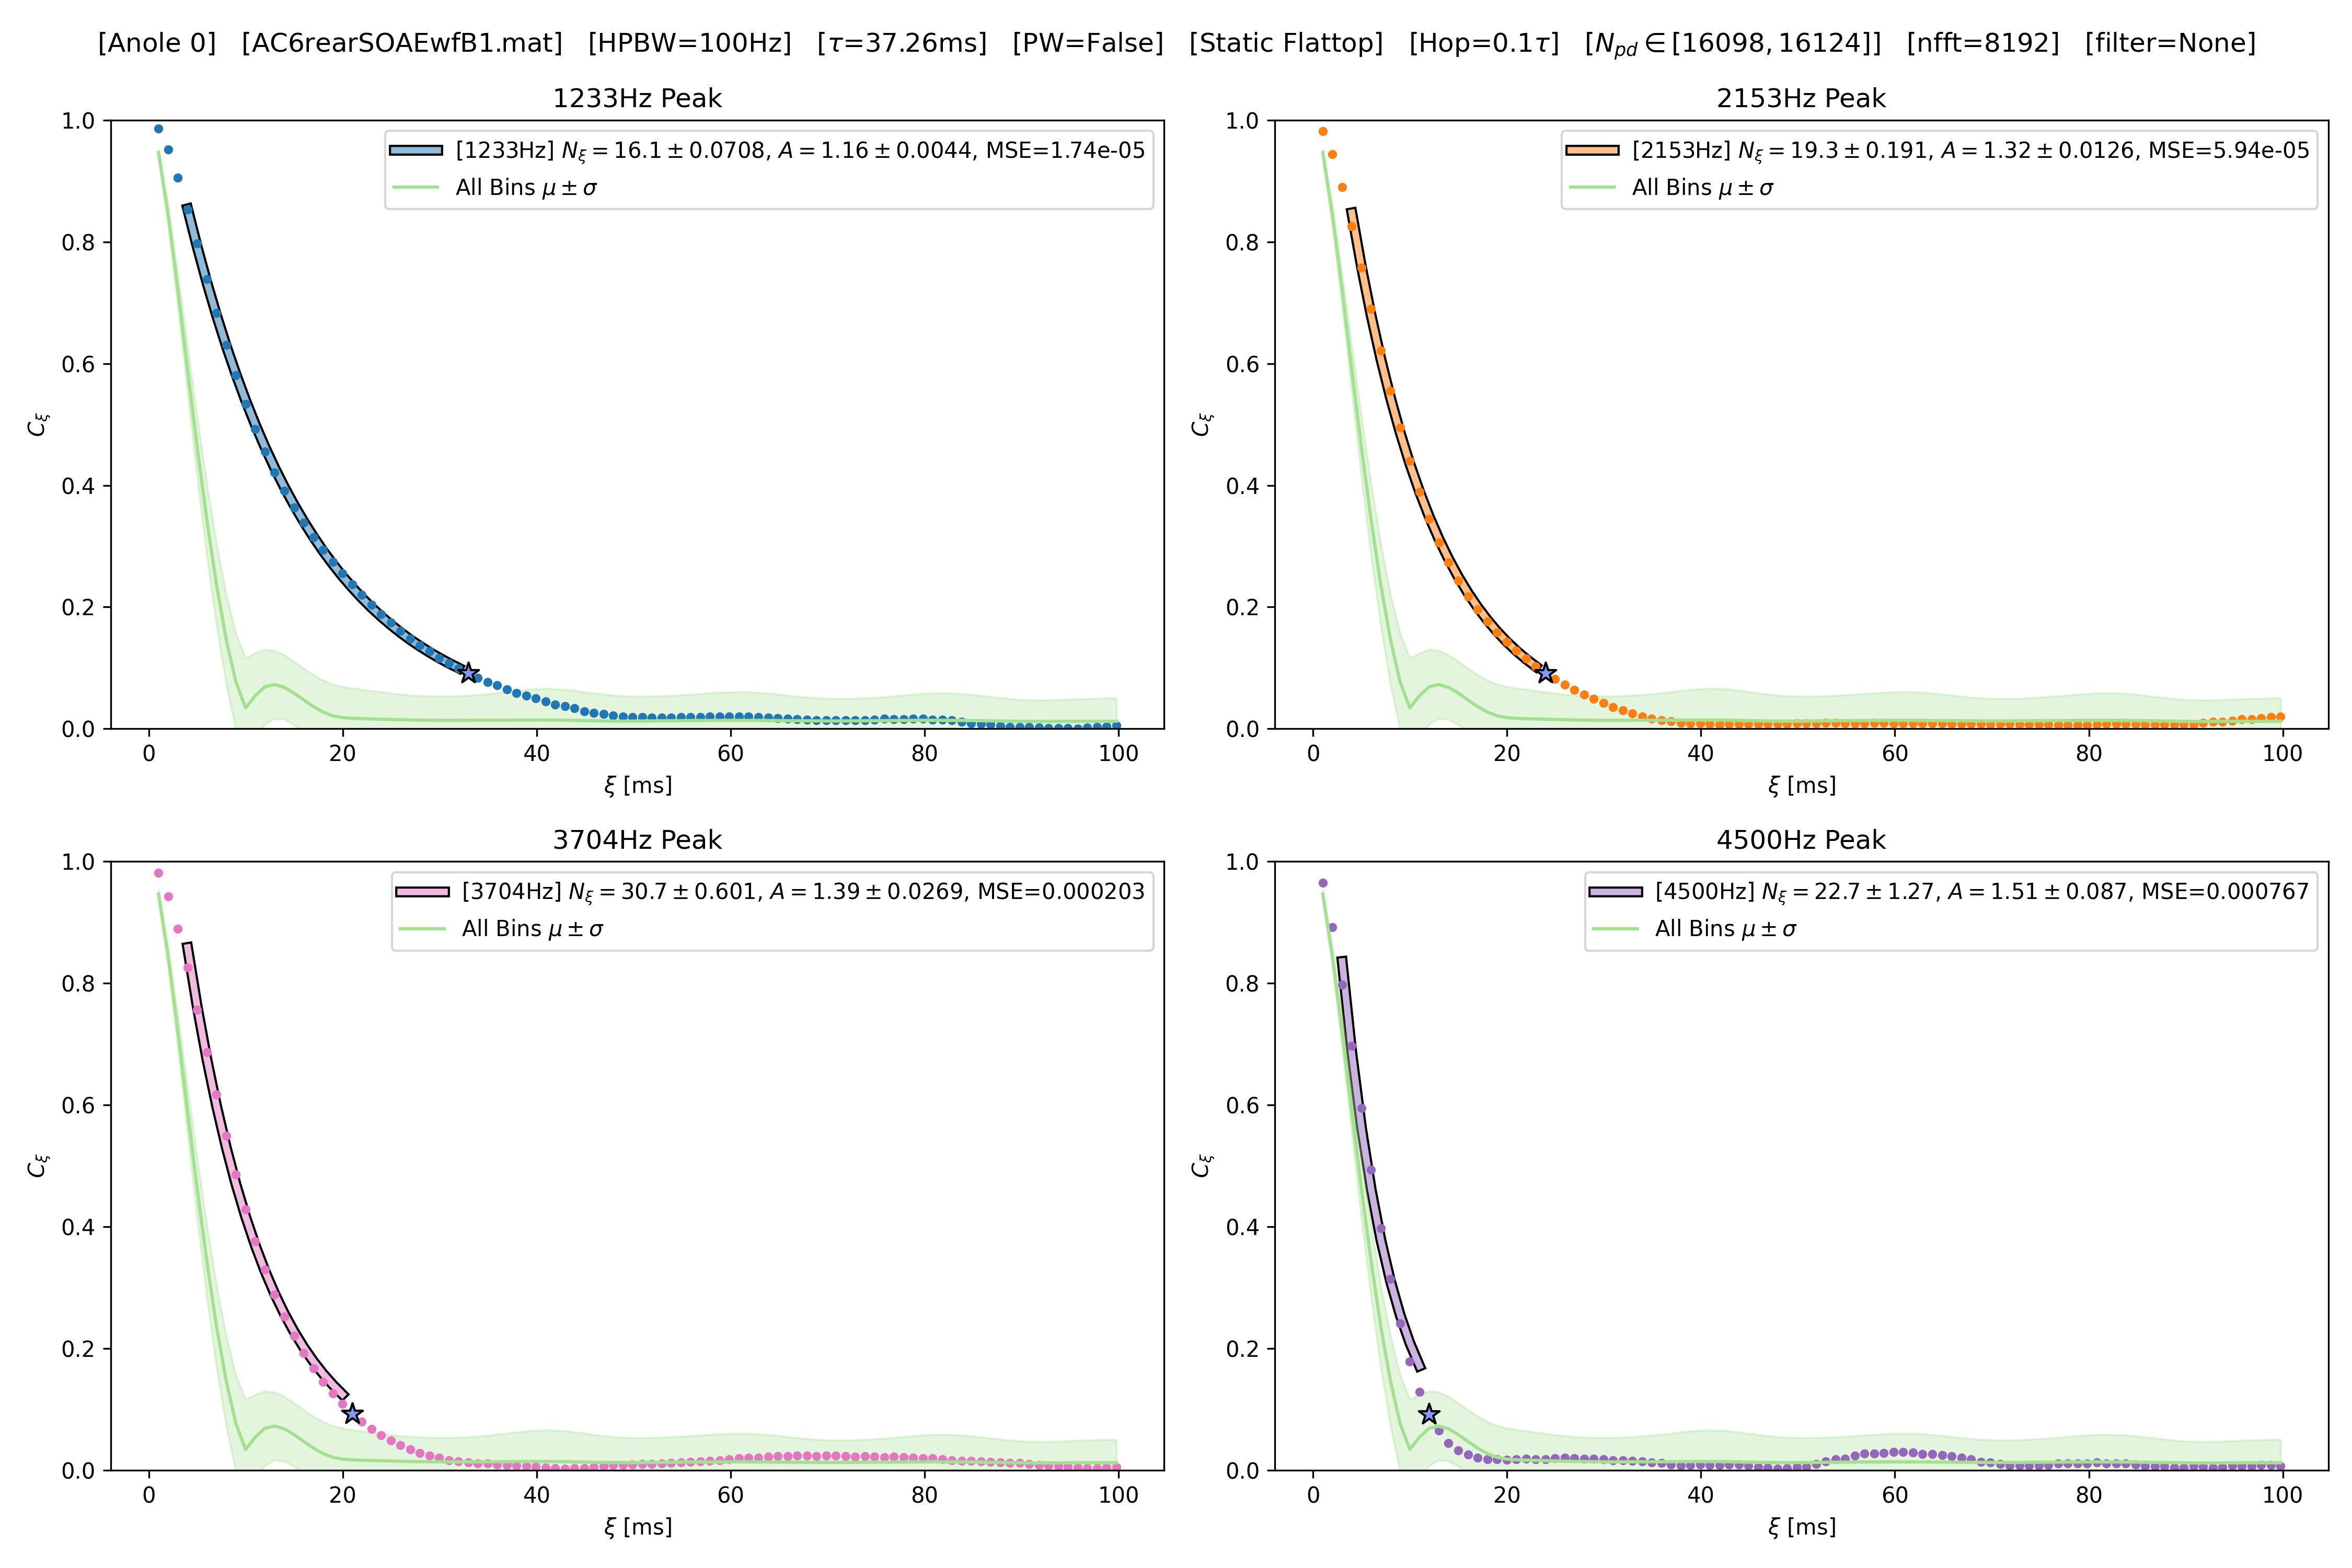 [Anole 0] [AC6rearSOAEwfB1.mat] [HPBW=100Hz] [τ=37.26ms] [PW=False] [Static Flattop] [Hop=0.1τ] [N_pd ∈ [16098, 16124]] [nfft=8192] [filter=None]
1233Hz Peak
[1233Hz] N_ξ = 16.1 ± 0.0708, A = 1.16 ± 0.0044, MSE=1.74e-05
All Bins μ ± σ
C_ξ
1.0
0.8
0.6
0.4
0.2
0.0
0 20 40 60 80 100
ξ [ms]
2153Hz Peak
[2153Hz] N_ξ = 19.3 ± 0.191, A = 1.32 ± 0.0126, MSE=5.94e-05
All Bins μ ± σ
C_ξ
1.0
0.8
0.6
0.4
0.2
0.0
0 20 40 60 80 100
ξ [ms]
3704Hz Peak
[3704Hz] N_ξ = 30.7 ± 0.601, A = 1.39 ± 0.0269, MSE=0.000203
All Bins μ ± σ
C_ξ
1.0
0.8
0.6
0.4
0.2
0.0
0 20 40 60 80 100
ξ [ms]
4500Hz Peak
[4500Hz] N_ξ = 22.7 ± 1.27, A = 1.51 ± 0.087, MSE=0.000767
All Bins μ ± σ
C_ξ
1.0
0.8
0.6
0.4
0.2
0.0
0 20 40 60 80 100
ξ [ms]